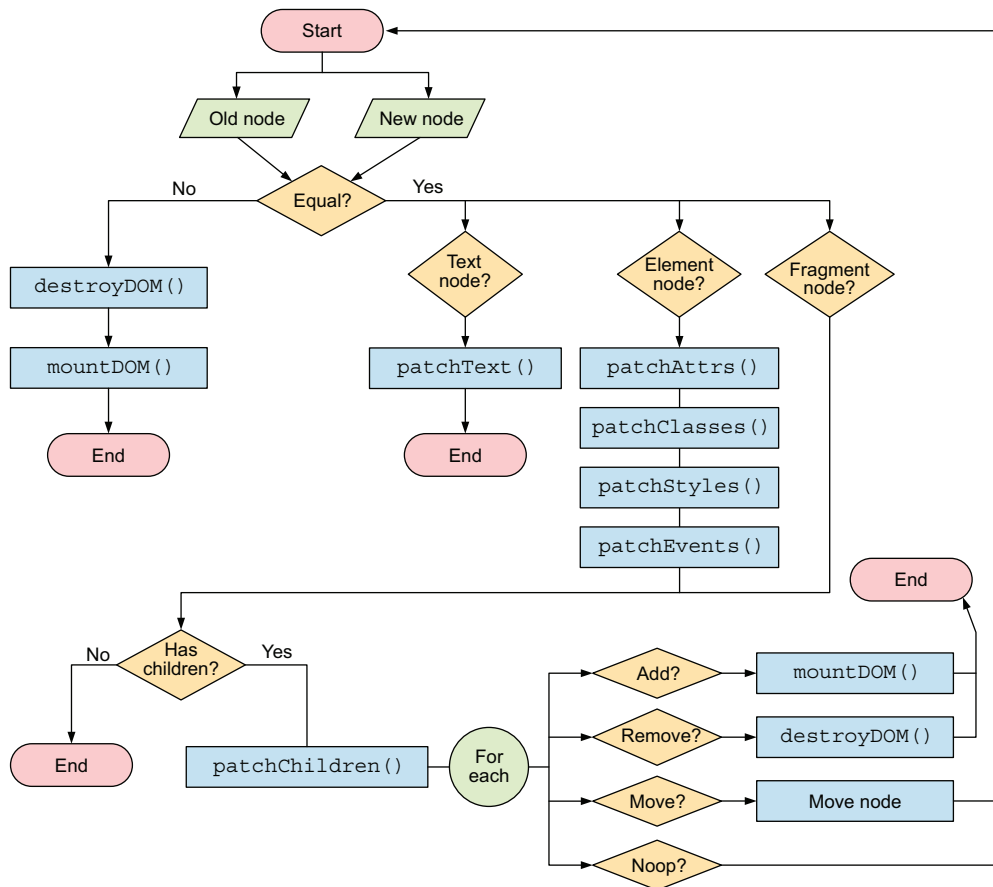 Start
Old node
New node
No
Equal?
Yes
Text
node?
Element
node?
Fragment
node?
destroyDOM()
mountDOM()
End
patchText()
End
patchAttrs()
patchClasses()
patchStyles()
patchEvents()
End
No
Has
children?
Yes
End
patchChildren()
For
each
Add?
mountDOM()
Remove?
destroyDOM()
Move?
Move node
Noop?